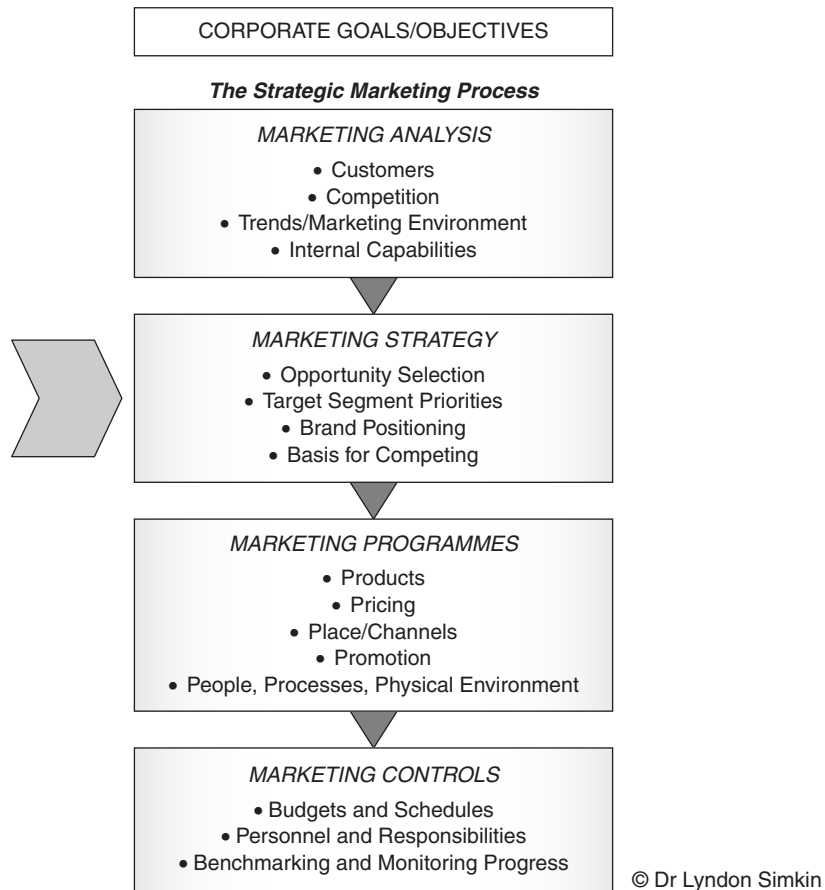 CORPORATE GOALS/OBJECTIVES
The Strategic Marketing Process
MARKETING ANALYSIS
• Customers
• Competition
• Trends/Marketing Environment
• Internal Capabilities
MARKETING STRATEGY
• Opportunity Selection
• Target Segment Priorities
• Brand Positioning
• Basis for Competing
MARKETING PROGRAMMES
• Products
• Pricing
• Place/Channels
• Promotion
• People, Processes, Physical Environment
MARKETING CONTROLS
• Budgets and Schedules
• Personnel and Responsibilities
• Benchmarking and Monitoring Progress
© Dr Lyndon Simkin